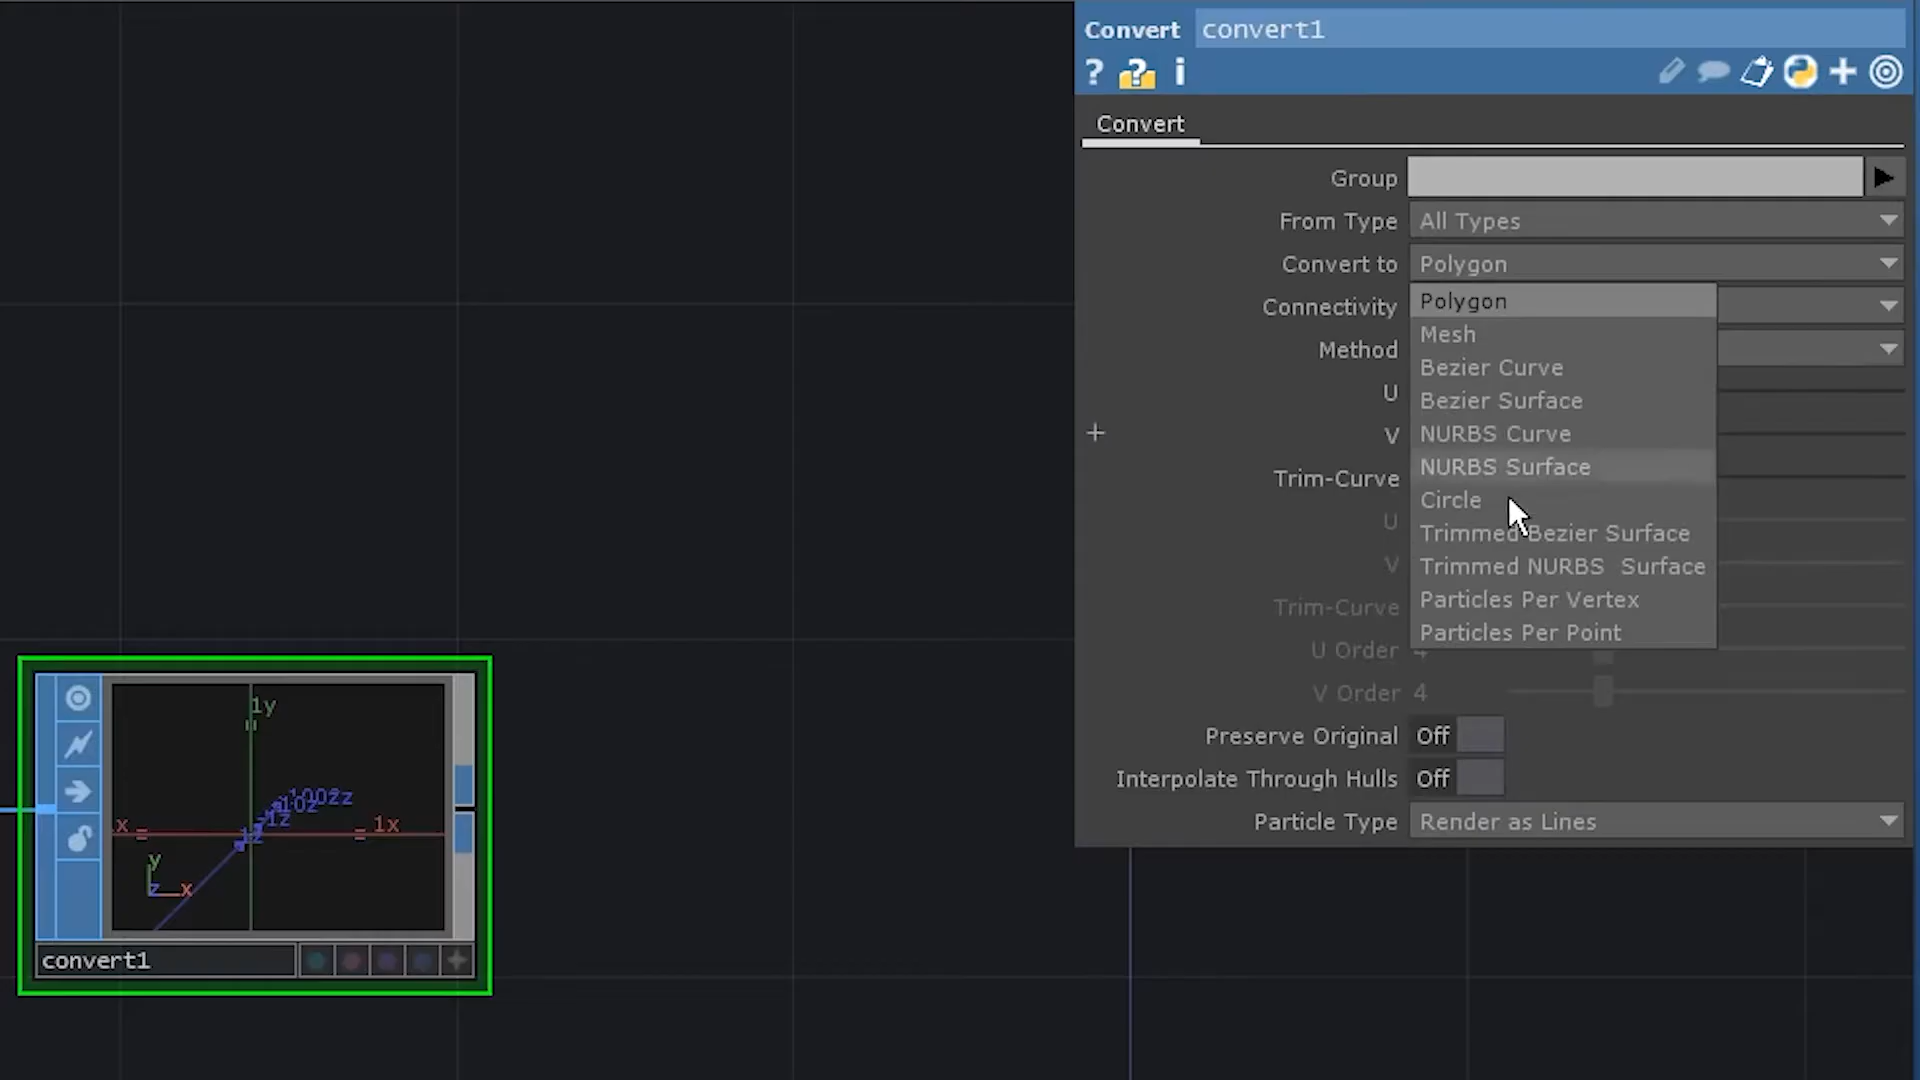 Convert convert1
? ? i
Convert
Group
From Type All Types
Convert to Polygon
Connectivity
Method
U
V
Trim-Curve
U
V
Trim-Curve
U Order 4
V Order 4
Polygon
Mesh
Bezier Curve
Bezier Surface
NURBS Curve
NURBS Surface
Circle
Trimmed Bezier Surface
Trimmed NURBS Surface
Particles Per Vertex
Particles Per Point
Preserve Original Off
Interpolate Through Hulls Off
Particle Type Render as Lines
1y
x
1x
y
z
x
convert1